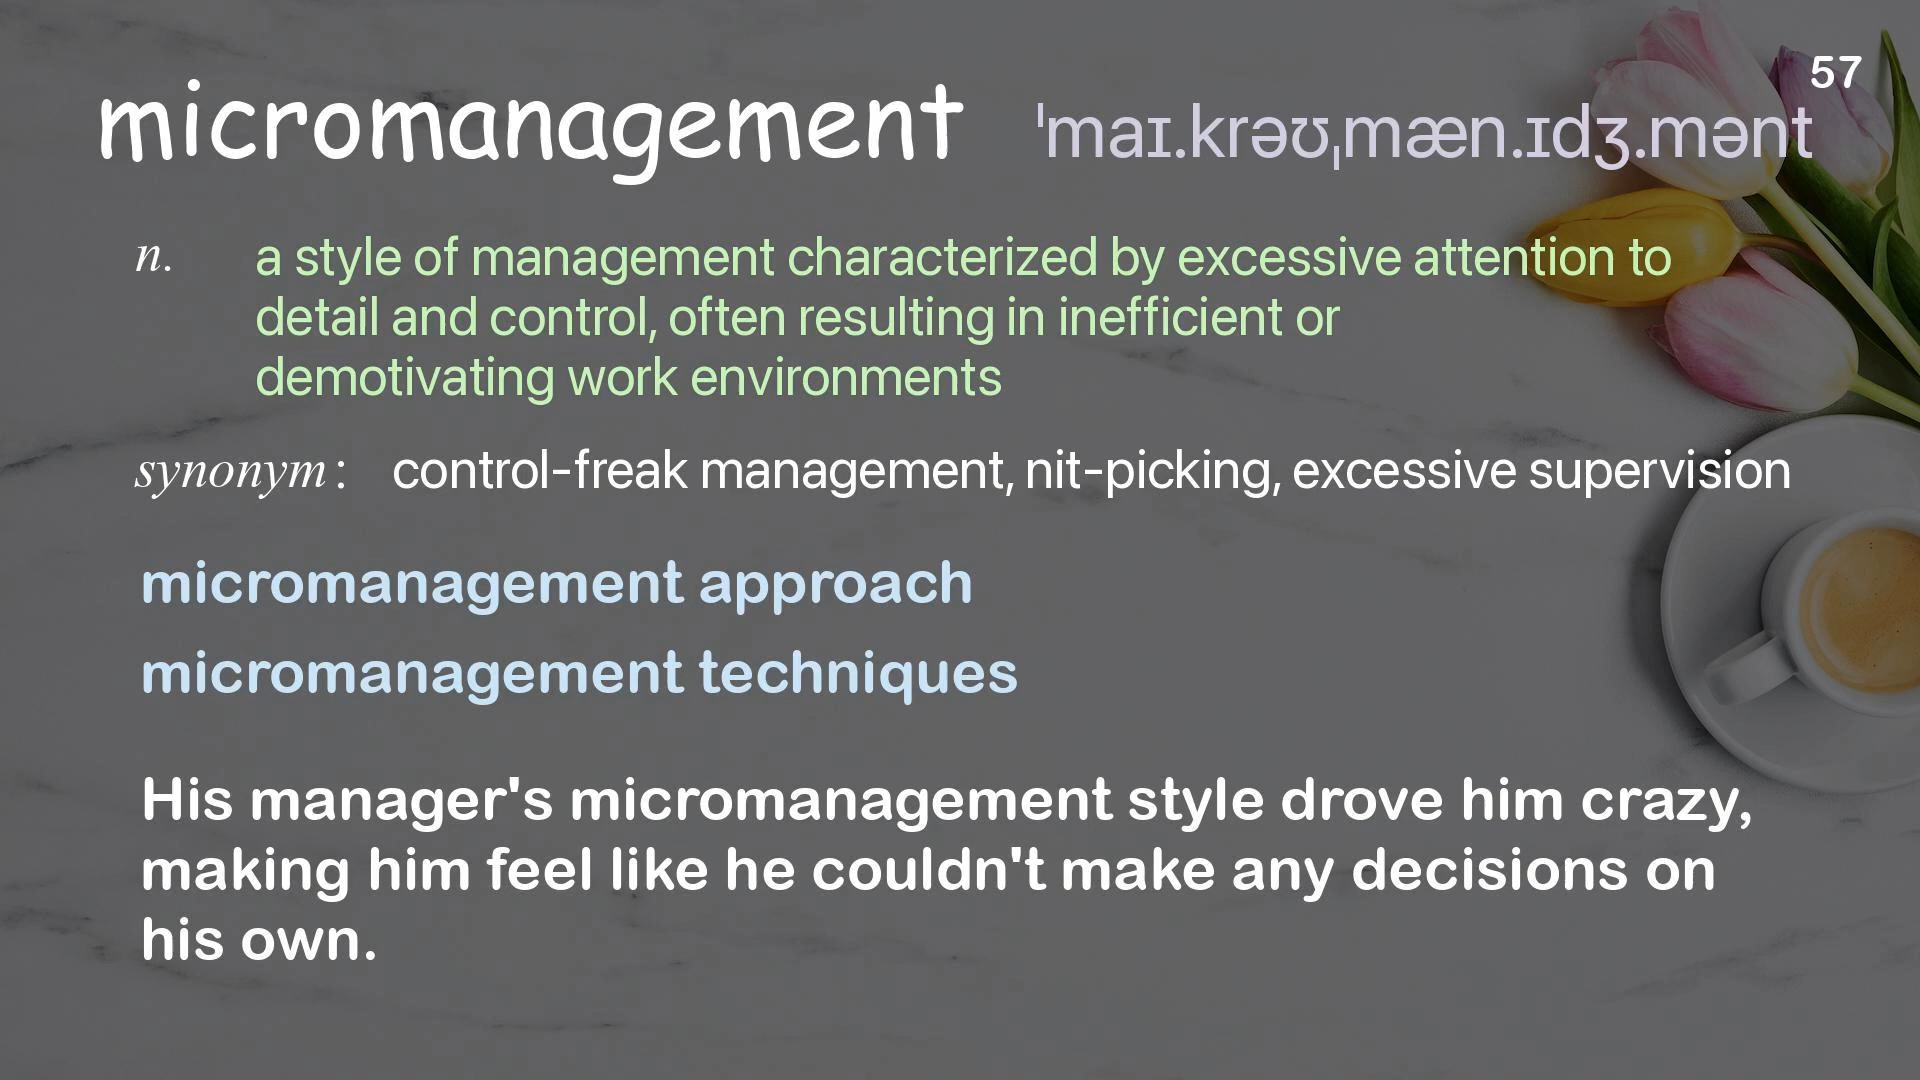 57
micromanagement ˈmaɪ.krəʊˌmæn.ɪdʒ.mənt
n. a style of management characterized by excessive attention to
detail and control, often resulting in inefficient or
demotivating work environments
synonym: control-freak management, nit-picking, excessive supervision
micromanagement approach
micromanagement techniques
His manager's micromanagement style drove him crazy,
making him feel like he couldn't make any decisions on
his own.